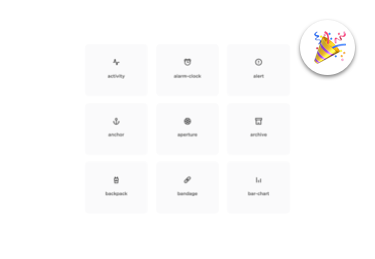 activity
alarm-clock
alert
anchor
aperture
archive
backpack
bandage
bar-chart